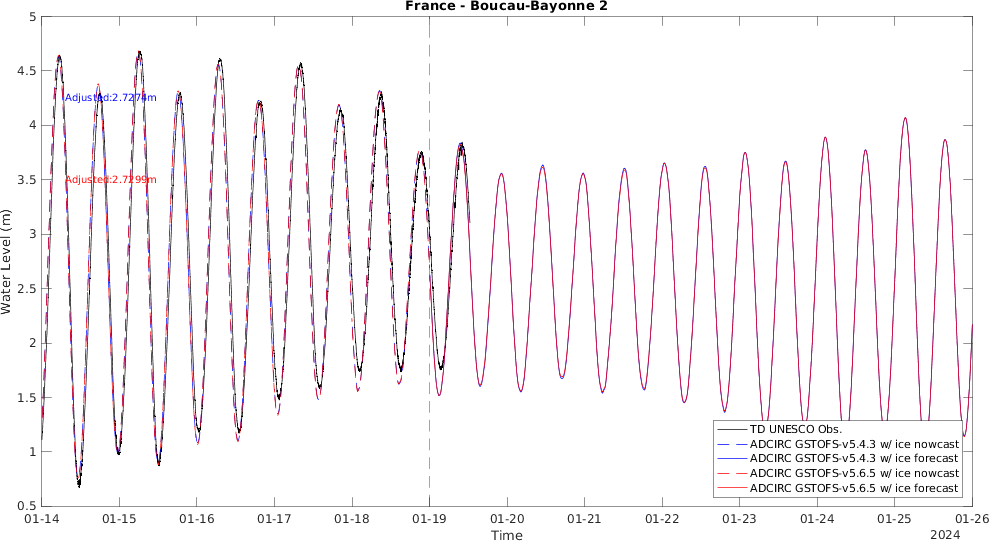 France - Boucau-Bayonne 2
5
4.5
4
3.5
3
2.5
2
1.5
1
0.5
Water Level (m)
Adjusted:2.7274m
Adjusted:2.7299m
TD UNESCO Obs.
ADCIRC GSTOFS-v5.4.3 w/ ice nowcast
ADCIRC GSTOFS-v5.4.3 w/ ice forecast
ADCIRC GSTOFS-v5.6.5 w/ ice nowcast
ADCIRC GSTOFS-v5.6.5 w/ ice forecast
01-14 01-15 01-16 01-17 01-18 01-19 01-20 01-21 01-22 01-23 01-24 01-25 01-26
Time
2024